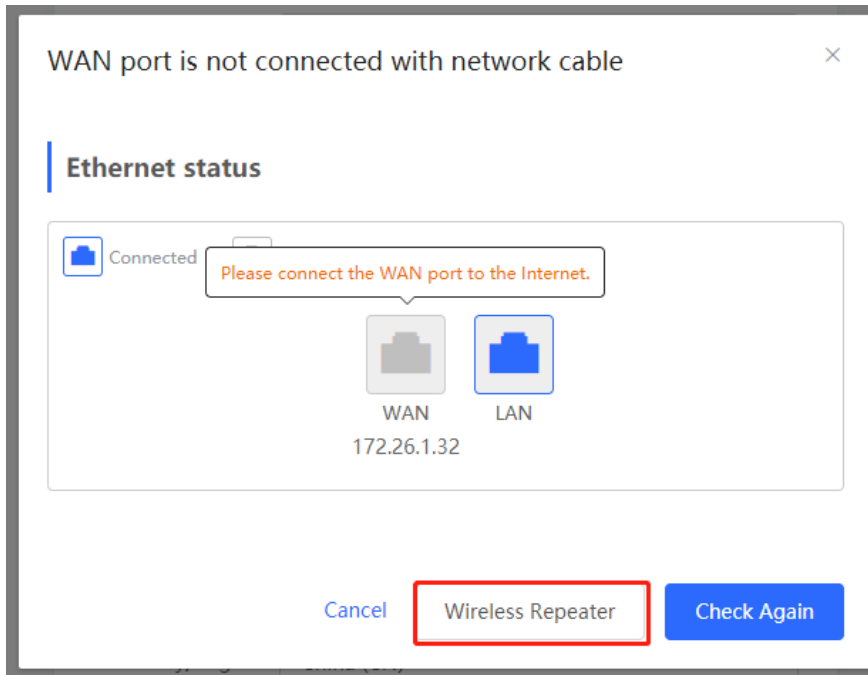 WAN port is not connected with network cable
Ethernet status
Connected
Please connect the WAN port to the Internet.
WAN
LAN
172.26.1.32
Cancel
Wireless Repeater
Check Again